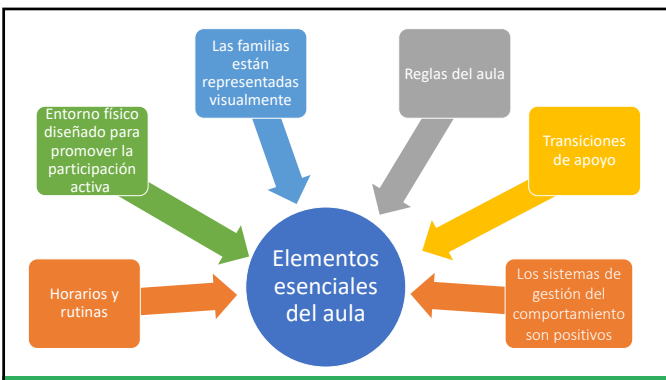 Las familias
están
representadas
visualmente
Reglas del aula
Entorno físico
diseñado para
promover la
participación
activa
Transiciones
de apoyo
Elementos
esenciales
del aula
Horarios y
rutinas
Los sistemas de
gestión del
comportamiento
son positivos